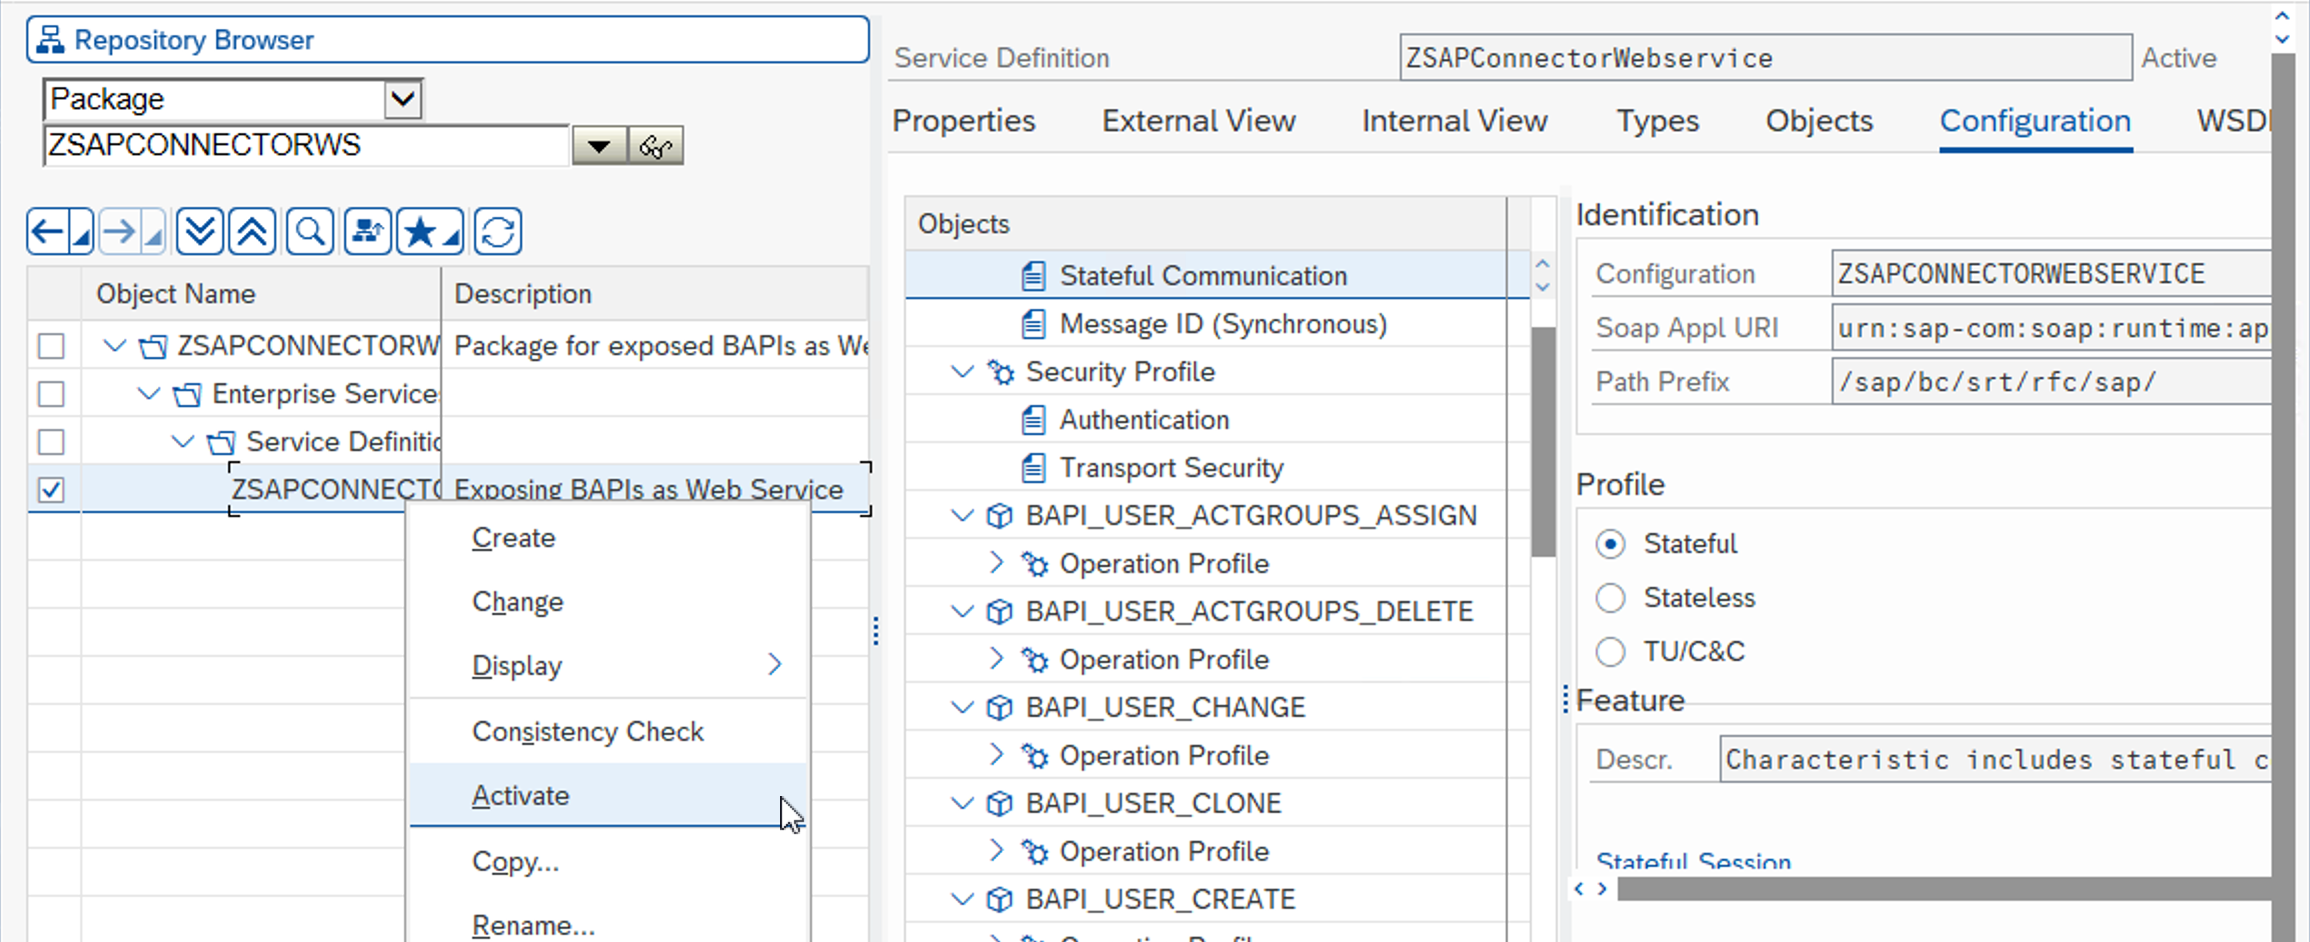 Repository Browser
Package
ZSAPCONNECTORWS
Object Name
Description
ZSAPCONNECTORW
Package for exposed BAPIs as We
Enterprise Service
Service Definitio
ZSAPCONNECTO
Exposing BAPIs as Web Service
Create
Change
Display
Consistency Check
Activate
Copy...
Rename...
Service Definition
ZSAPConnectorWebservice
Active
Properties
External View
Internal View
Types
Objects
Configuration
WSDL
Objects
Stateful Communication
Message ID (Synchronous)
Security Profile
Authentication
Transport Security
BAPI_USER_ACTGROUPS_ASSIGN
Operation Profile
BAPI_USER_ACTGROUPS_DELETE
Operation Profile
BAPI_USER_CHANGE
Operation Profile
BAPI_USER_CLONE
Operation Profile
BAPI_USER_CREATE
Operation Profile
Identification
Configuration
ZSAPCONNECTORWEBSERVICE
Soap Appl URI
urn:sap-com:soap:runtime:ap
Path Prefix
/sap/bc/srt/rfc/sap/
Profile
Stateful
Stateless
TU/C&C
Feature
Descr.
Characteristic includes stateful c
Stateful Session